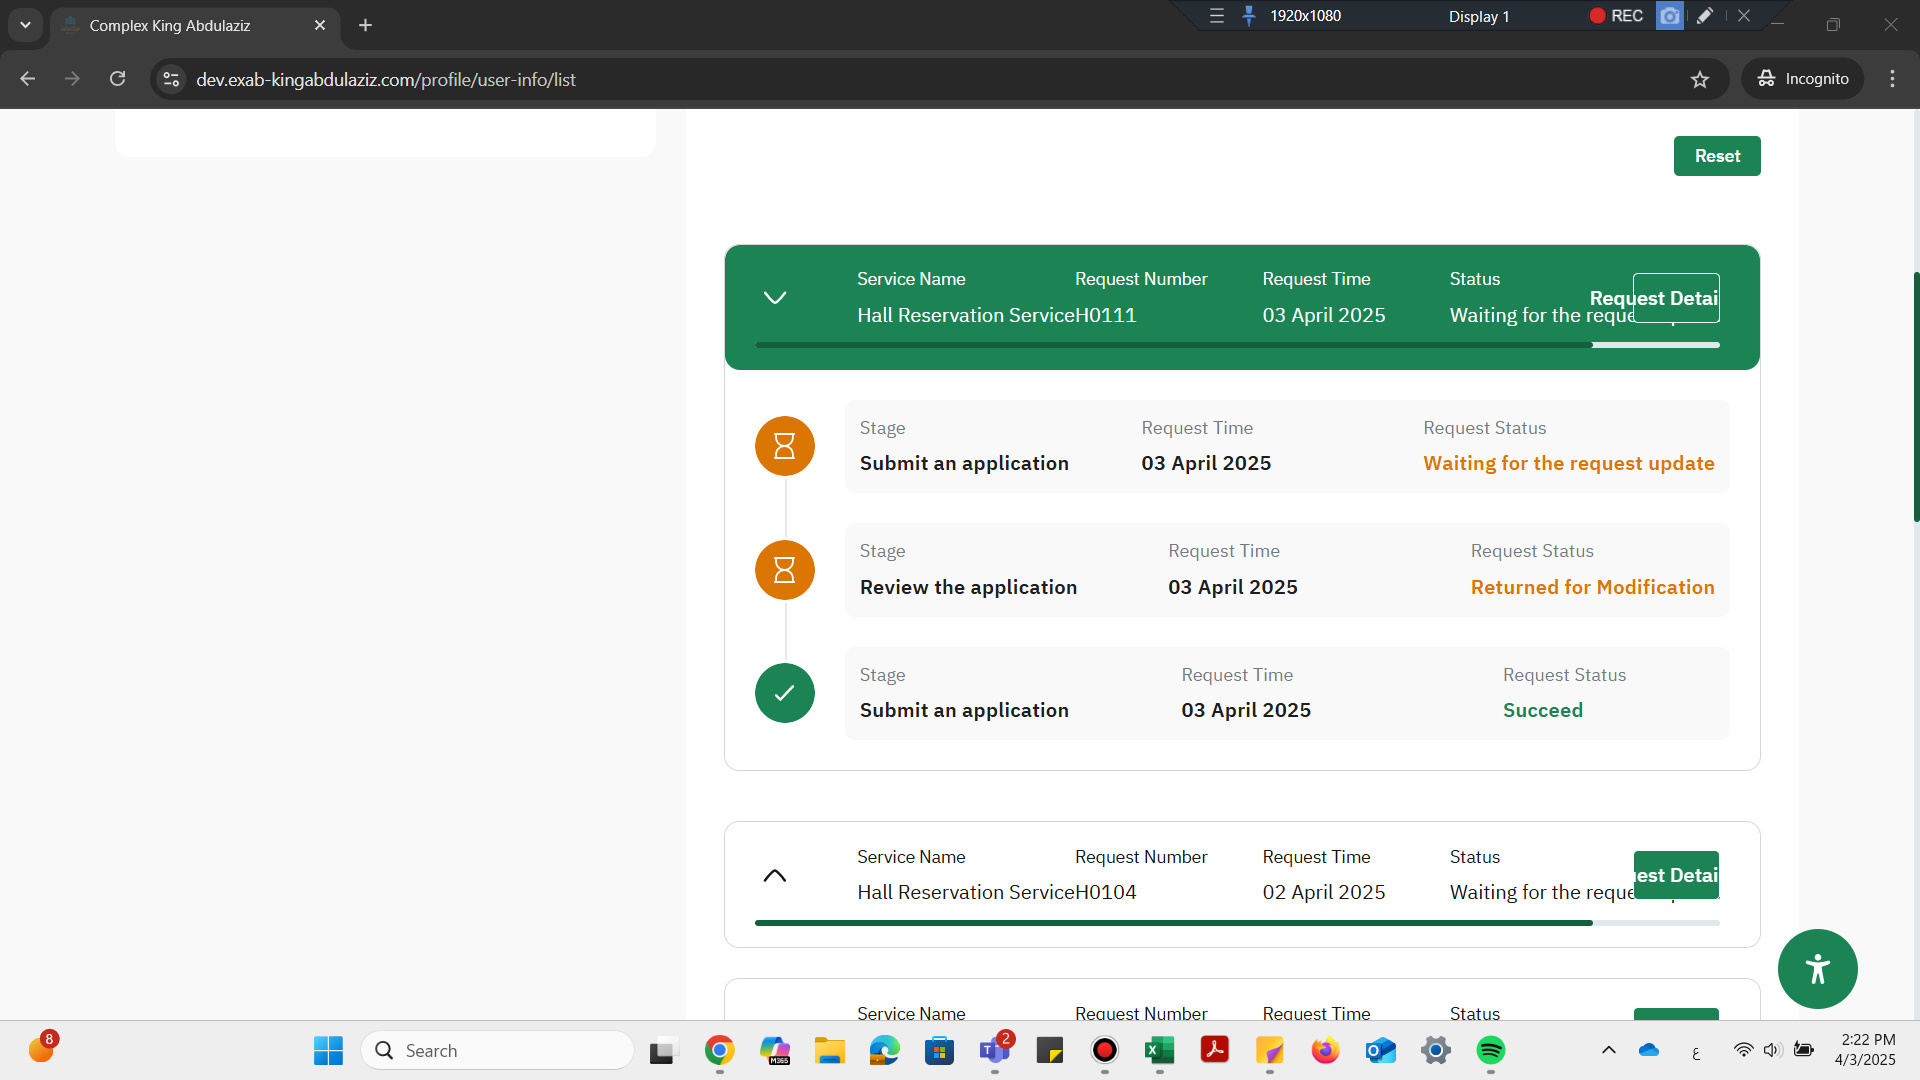 Complex King Abdulaziz
1920x1080
Display 1
REC
dev.exab-kingabdulaziz.com/profile/user-info/list
Incognito
Reset
Service Name Request Number Request Time Status
Request Detai
Hall Reservation Service H0111 03 April 2025 Waiting for the reque
Stage Request Time Request Status
Submit an application 03 April 2025 Waiting for the request update
Stage Request Time Request Status
Review the application 03 April 2025 Returned for Modification
Stage Request Time Request Status
Submit an application 03 April 2025 Succeed
Service Name Request Number Request Time Status
est Detai
Hall Reservation Service H0104 02 April 2025 Waiting for the reque
Service Name Request Number Request Time Status
8
Search
M365
2
ع
2:22 PM
4/3/2025